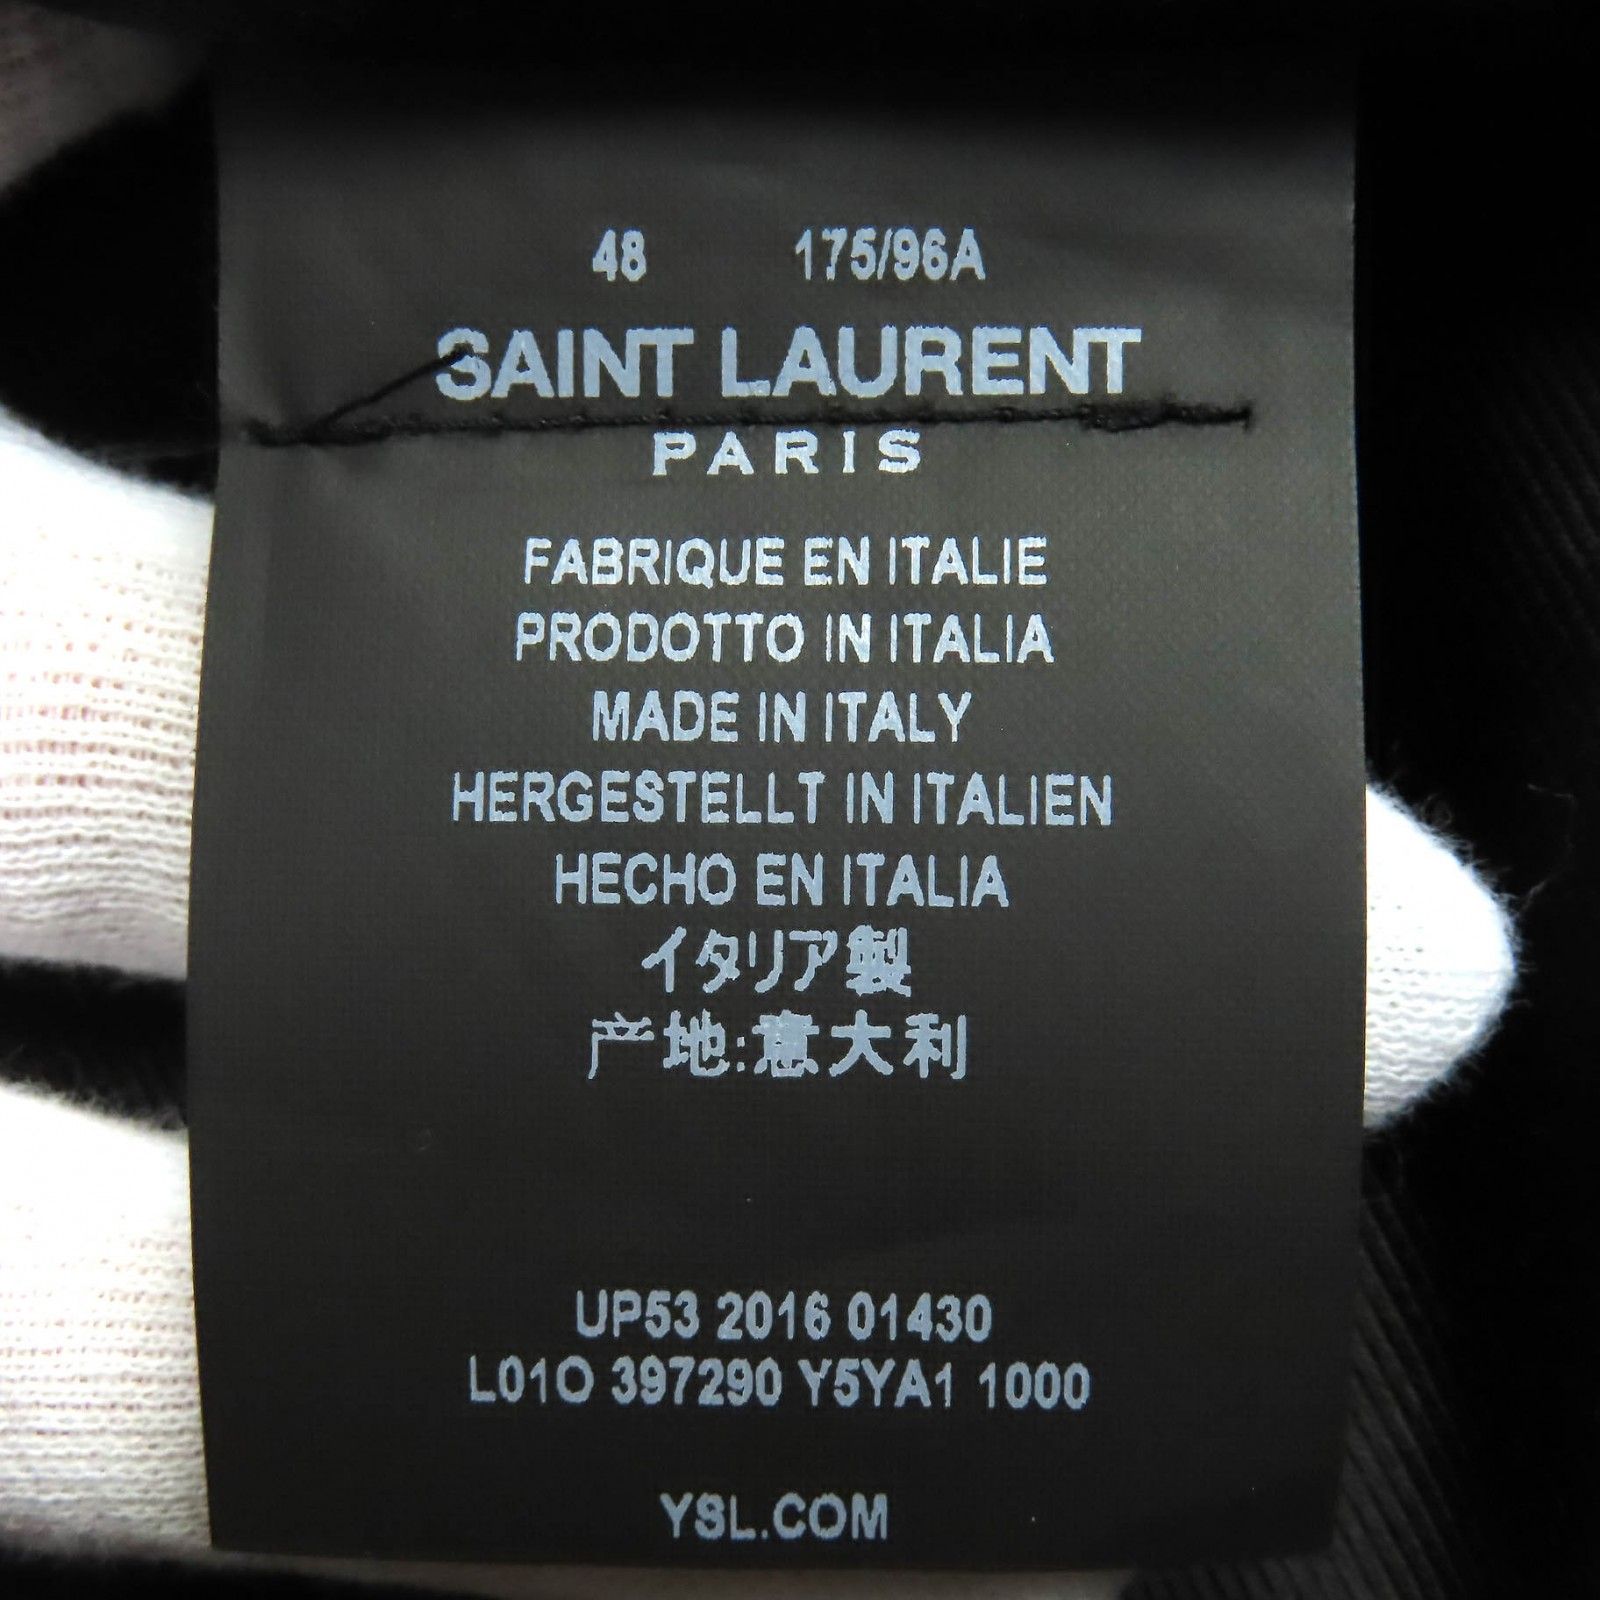 48 175/96A
SAINT LAURENT
PARIS
FABRIQUE EN ITALIE
PRODOTTO IN ITALIA
MADE IN ITALY
HERGESTELLT IN ITALIEN
HECHO EN ITALIA
イタリア製
产地:意大利
UP53 2016 01430
L01O 397290 Y5YA1 1000
YSL.COM